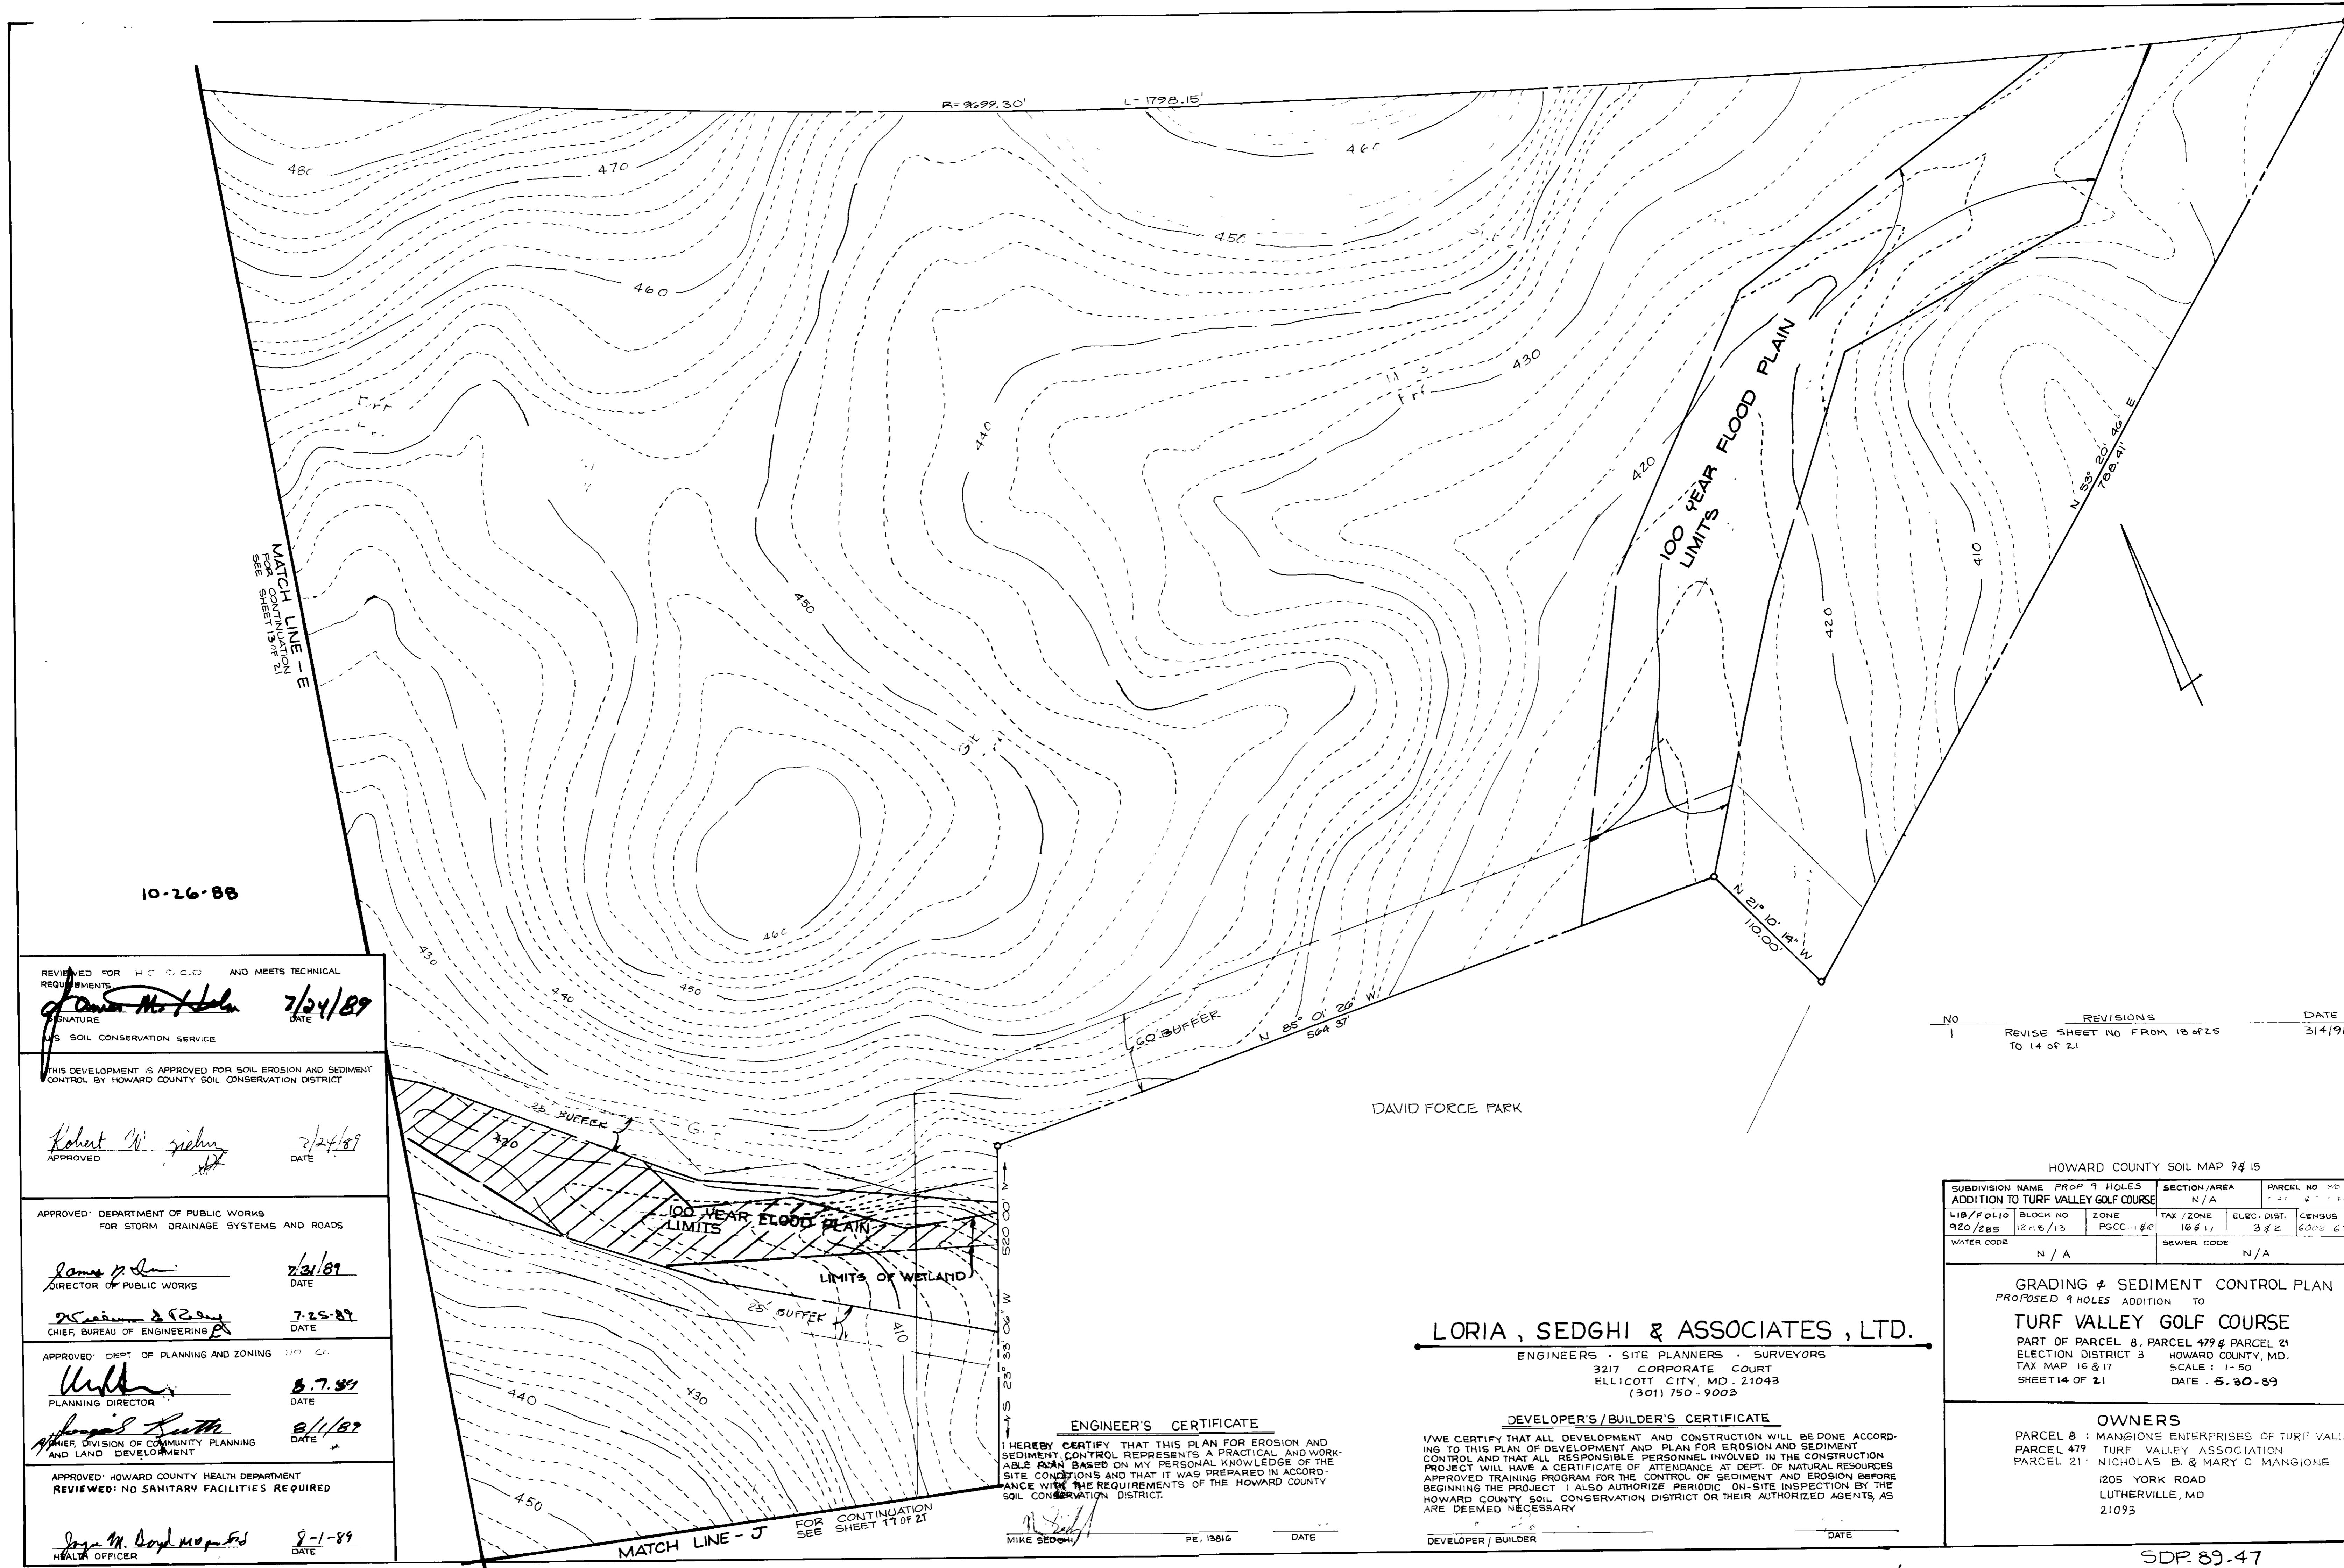 R=9699.30' L=1798.15'
480
470
460
460
450
440
430
420
450
100 YEAR FLOOD PLAIN
LIMITS
N 53° 20' 46" E
788.41'
410
420
MATCH LINE - E
FOR CONTINUATION
SEE SHEET 13 OF 21
N 21° 10' 14" W
110.00'
460
430
440
450
60' BUFFER
N 85° 01' 26" W
564.37'
DAVID FORCE PARK
25' BUFFER
420
100 YEAR FLOOD PLAIN
LIMITS
LIMITS OF WETLAND
25' BUFFER
410
520.00'
S 23° 38' 06" W
440
430
450
MATCH LINE - J
FOR CONTINUATION
SEE SHEET 17 OF 21
10-26-88
REVIEWED FOR AND MEETS TECHNICAL
REQUIREMENTS
7/24/89
SIGNATURE DATE
U.S SOIL CONSERVATION SERVICE
THIS DEVELOPMENT IS APPROVED FOR SOIL EROSION AND SEDIMENT
CONTROL BY HOWARD COUNTY SOIL CONSERVATION DISTRICT
Robert W 7/24/89
APPROVED DATE
APPROVED: DEPARTMENT OF PUBLIC WORKS
FOR STORM DRAINAGE SYSTEMS AND ROADS
James 7/31/89
DIRECTOR OF PUBLIC WORKS DATE
William 7-25-89
CHIEF, BUREAU OF ENGINEERING DATE
APPROVED: DEPT OF PLANNING AND ZONING
8.7.89
PLANNING DIRECTOR DATE
8/1/89
CHIEF, DIVISION OF COMMUNITY PLANNING DATE
AND LAND DEVELOPMENT
APPROVED: HOWARD COUNTY HEALTH DEPARTMENT
REVIEWED: NO SANITARY FACILITIES REQUIRED
Joyce M. Boyd 8-1-89
HEALTH OFFICER DATE
ENGINEER'S CERTIFICATE
I HEREBY CERTIFY THAT THIS PLAN FOR EROSION AND
SEDIMENT CONTROL REPRESENTS A PRACTICAL AND WORK-
ABLE PLAN BASED ON MY PERSONAL KNOWLEDGE OF THE
SITE CONDITIONS AND THAT IT WAS PREPARED IN ACCORD-
ANCE WITH THE REQUIREMENTS OF THE HOWARD COUNTY
SOIL CONSERVATION DISTRICT.
MIKE SEDGHI PE, 13816 DATE
LORIA, SEDGHI & ASSOCIATES, LTD.
ENGINEERS · SITE PLANNERS · SURVEYORS
3217 CORPORATE COURT
ELLICOTT CITY, MD. 21043
(301) 750-9003
DEVELOPER'S/BUILDER'S CERTIFICATE
I/WE CERTIFY THAT ALL DEVELOPMENT AND CONSTRUCTION WILL BE DONE ACCORD-
ING TO THIS PLAN OF DEVELOPMENT AND PLAN FOR EROSION AND SEDIMENT
CONTROL AND THAT ALL RESPONSIBLE PERSONNEL INVOLVED IN THE CONSTRUCTION
PROJECT WILL HAVE A CERTIFICATE OF ATTENDANCE AT DEPT. OF NATURAL RESOURCES
APPROVED TRAINING PROGRAM FOR THE CONTROL OF SEDIMENT AND EROSION BEFORE
BEGINNING THE PROJECT I ALSO AUTHORIZE PERIODIC ON-SITE INSPECTION BY THE
HOWARD COUNTY SOIL CONSERVATION DISTRICT OR THEIR AUTHORIZED AGENTS, AS
ARE DEEMED NECESSARY
DEVELOPER / BUILDER DATE
NO REVISIONS DATE
1 REVISE SHEET NO FROM 18 OF 25 3/4/9
TO 14 OF 21
HOWARD COUNTY SOIL MAP 9 & 15
SUBDIVISION NAME PROP 9 HOLES SECTION/AREA PARCEL NO
ADDITION TO TURF VALLEY GOLF COURSE N/A
LIB/FOLIO BLOCK NO ZONE TAX/ZONE ELEC. DIST. CENSUS
920/285 12-18/13 PGCC-1&R 16 & 17 3 & 2 6002
WATER CODE SEWER CODE
N/A N/A
GRADING & SEDIMENT CONTROL PLAN
PROPOSED 9 HOLES ADDITION TO
TURF VALLEY GOLF COURSE
PART OF PARCEL 8, PARCEL 479 & PARCEL 21
ELECTION DISTRICT 3 HOWARD COUNTY, MD.
TAX MAP 16 & 17 SCALE: 1-50
SHEET 14 OF 21 DATE. 5-30-89
OWNERS
PARCEL 8 : MANGIONE ENTERPRISES OF TURF VALL
PARCEL 479 TURF VALLEY ASSOCIATION
PARCEL 21 NICHOLAS B. & MARY C MANGIONE
1205 YORK ROAD
LUTHERVILLE, MD
21093
SDP-89-47